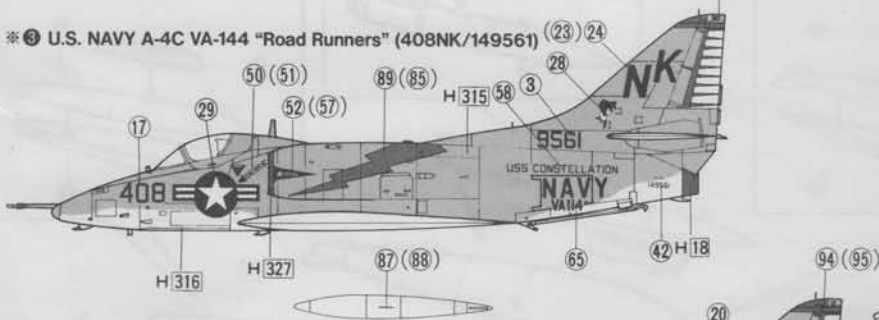 ※ ❸ U.S. NAVY A-4C VA-144 "Road Runners" (408NK/149561)
(㉓) ㉔
㊿ (51) 89 (85) 28 NK
29 52 (57) H 315 58 ③
⑰ 9561
USS CONSTELLATION
408 NAVY 149561
VA114
H 316 H 327 65 ㊷ H 18
87 (88) 94 (95)
⑳